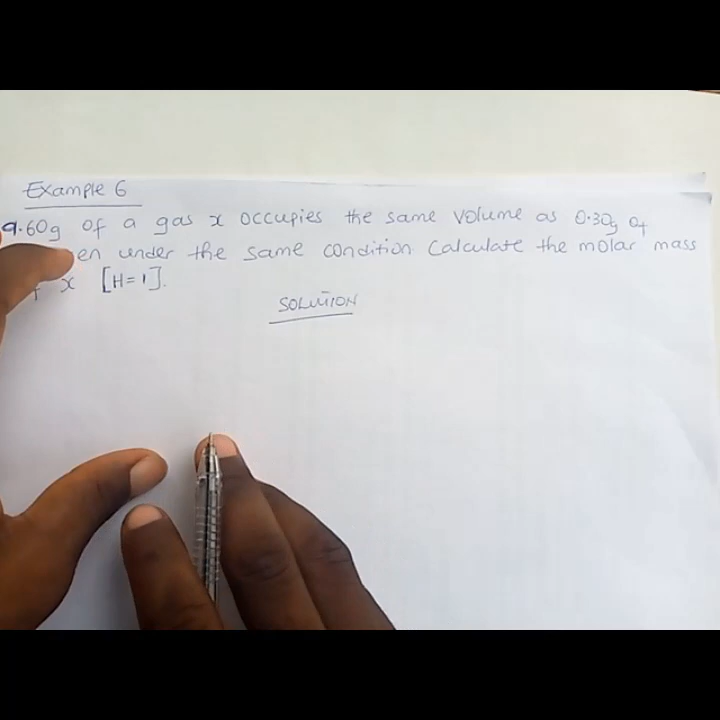 Example 6
9.60g of a gas x occupies the same volume as 0.30g of
en under the same condition. Calculate the molar mass
x [H=1].
SOLUTION